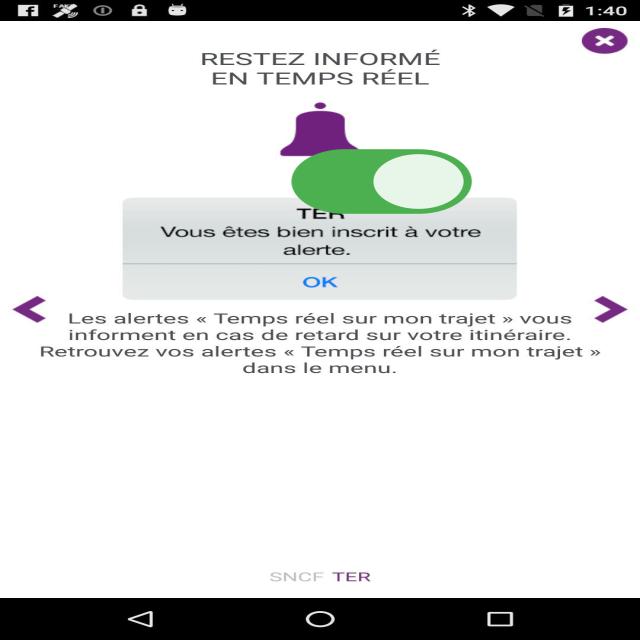 1:40
RESTEZ INFORMÉ
EN TEMPS RÉEL
TER
Vous êtes bien inscrit à votre
alerte.
OK
Les alertes « Temps réel sur mon trajet » vous
informent en cas de retard sur votre itinéraire.
Retrouvez vos alertes « Temps réel sur mon trajet »
dans le menu.
SNCF TER